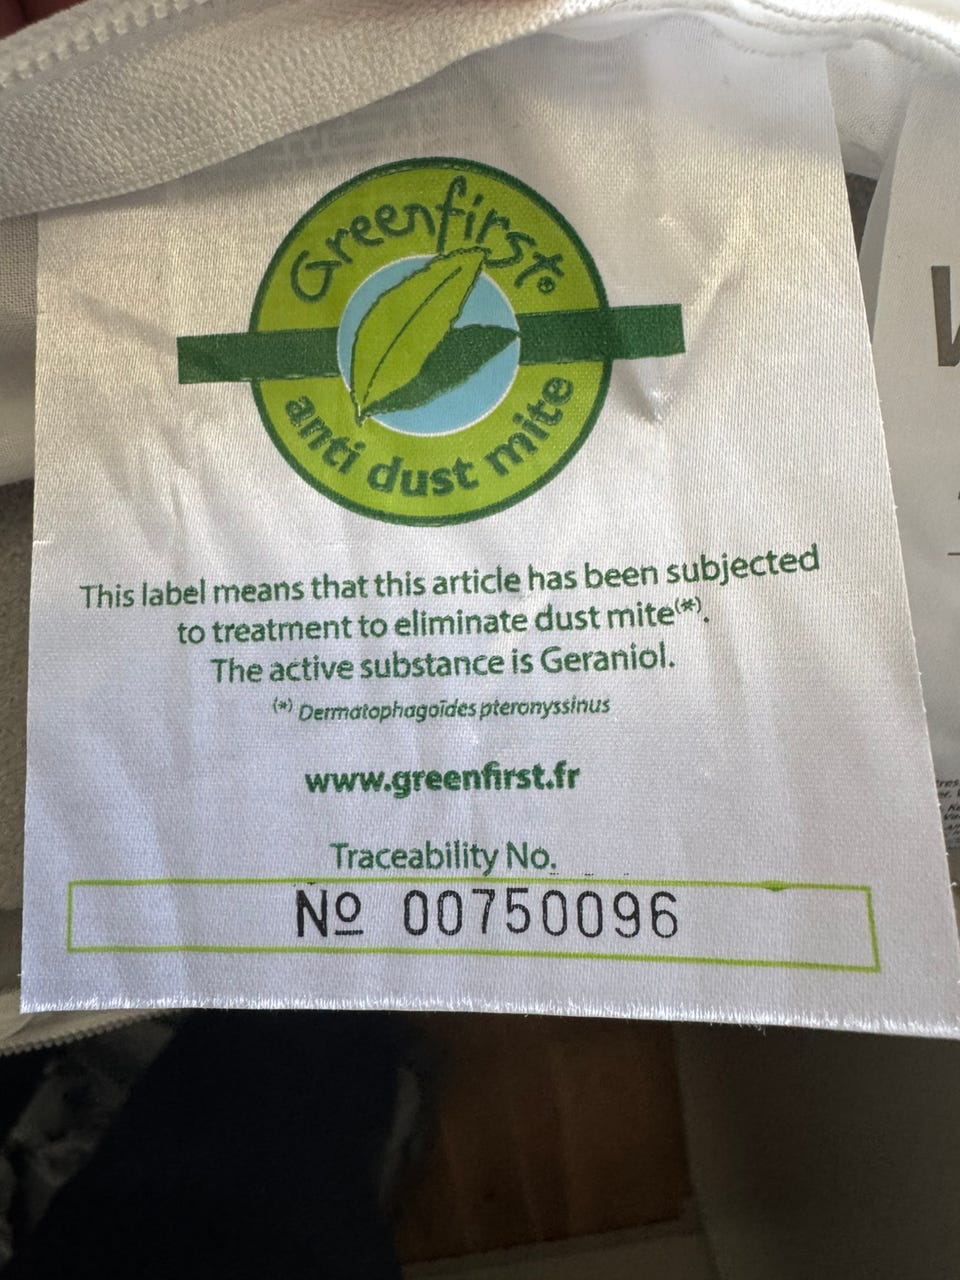 Greenfirst®
anti dust mite
This label means that this article has been subjected
to treatment to eliminate dust mite(*).
The active substance is Geraniol.
(*) Dermatophagoïdes pteronyssinus
www.greenfirst.fr
Traceability No.
Nº 00750096